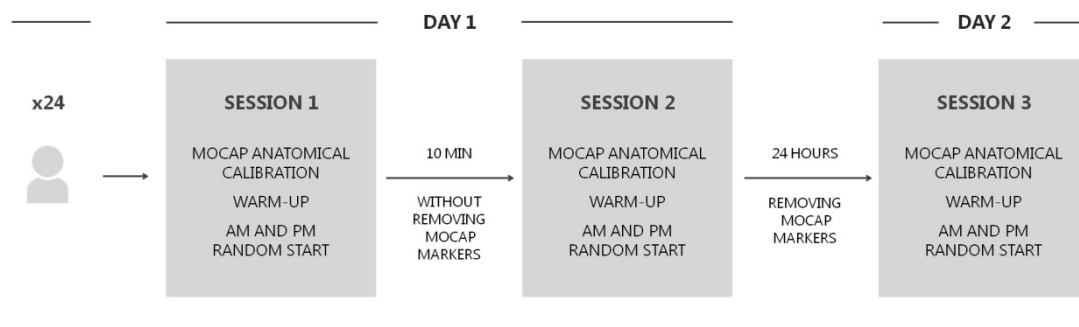 DAY 1
DAY 2
x24
SESSION 1
MOCAP ANATOMICAL
CALIBRATION
WARM-UP
AM AND PM
RANDOM START
10 MIN
WITHOUT
REMOVING
MOCAP
MARKERS
SESSION 2
MOCAP ANATOMICAL
CALIBRATION
WARM-UP
AM AND PM
RANDOM START
24 HOURS
REMOVING
MOCAP
MARKERS
SESSION 3
MOCAP ANATOMICAL
CALIBRATION
WARM-UP
AM AND PM
RANDOM START